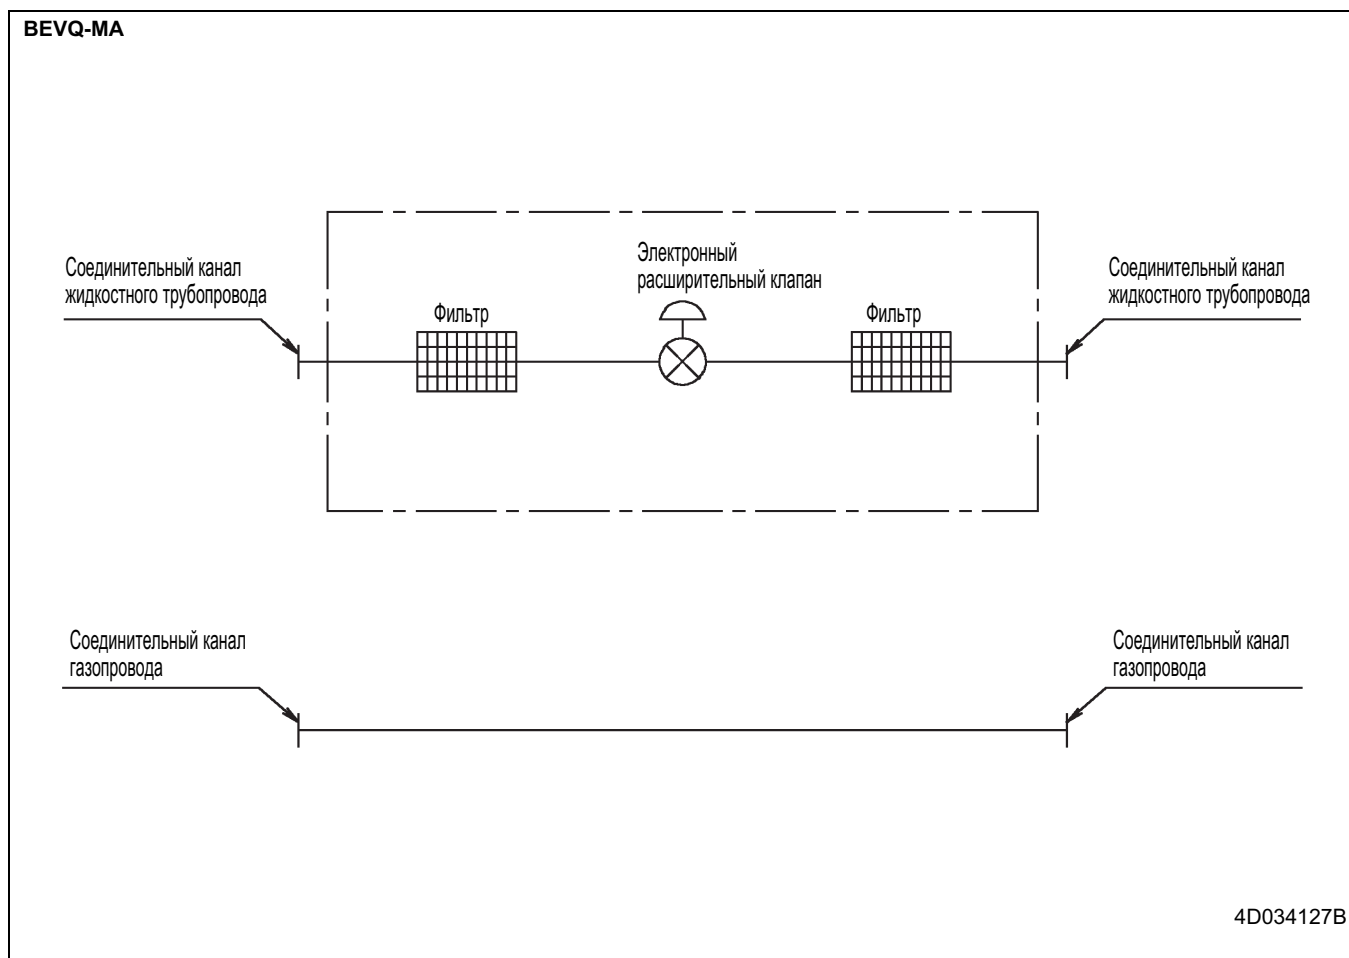 BEVQ-MA
Электронный
расширительный клапан
Соединительный канал
жидкостного трубопровода
Соединительный канал
жидкостного трубопровода
Фильтр
Фильтр
Соединительный канал
газопровода
Соединительный канал
газопровода
4D034127B